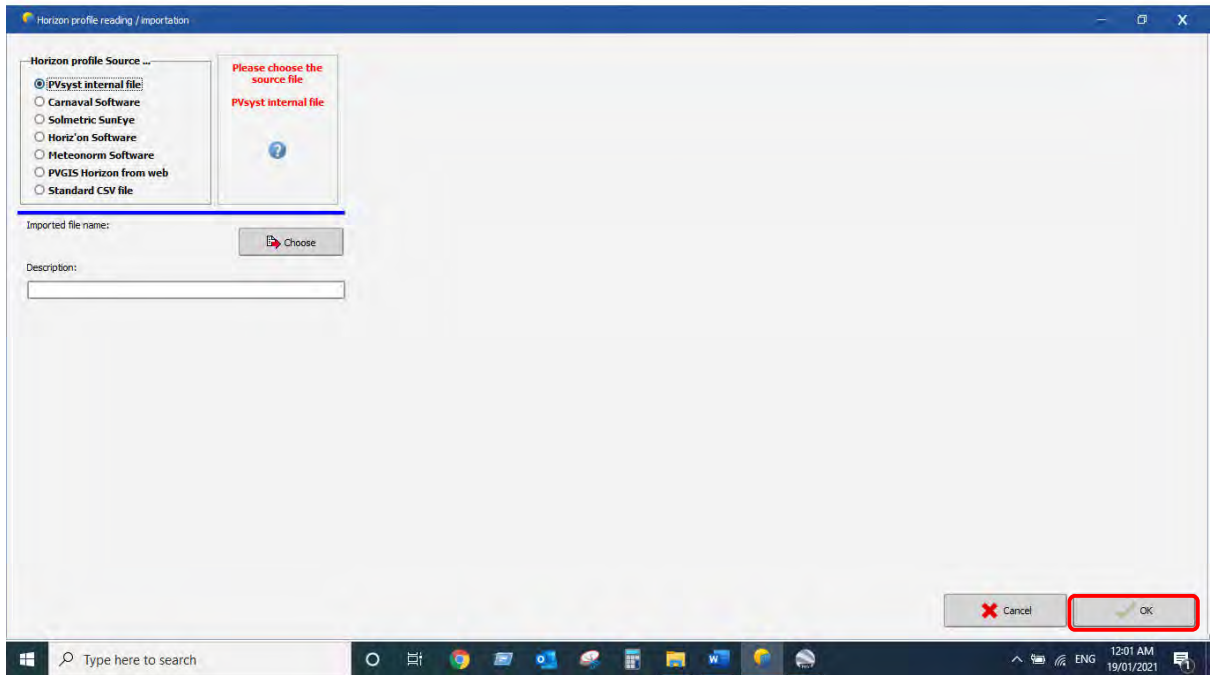 Horizon profile reading / importation
Horizon profile Source ...
PVsyst internal file
Carnaval Software
Solmetric SunEye
Horiz'on Software
Meteonorm Software
PVGIS Horizon from web
Standard CSV file
Please choose the
source file
PVsyst internal file
?
Imported file name:
Choose
Description:
Cancel
OK
Type here to search
ENG
12:01 AM
19/01/2021